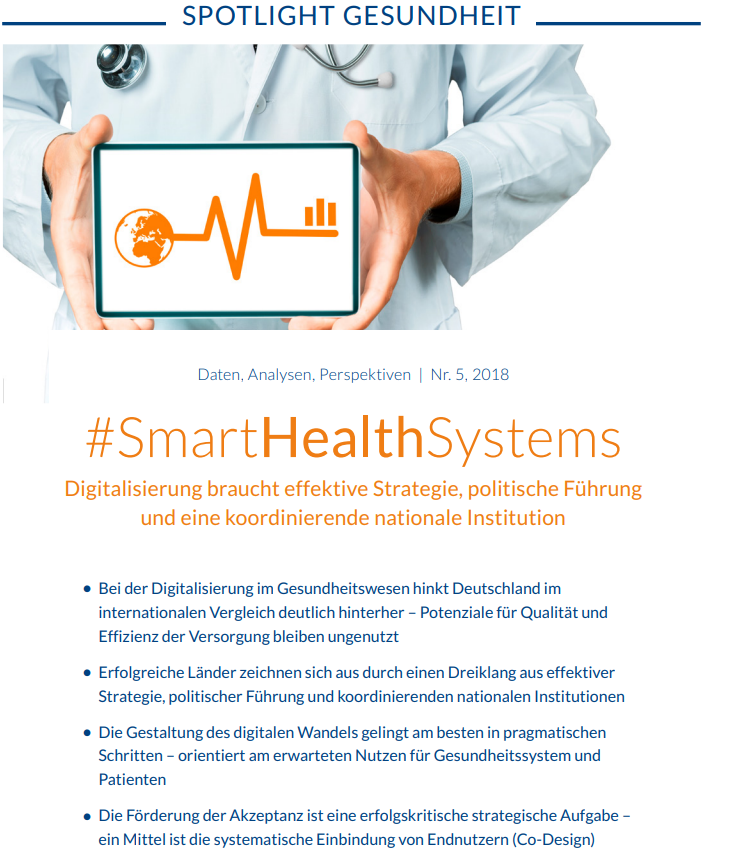 SPOTLIGHT GESUNDHEIT
Daten, Analysen, Perspektiven | Nr. 5, 2018
#SmartHealthSystems
Digitalisierung braucht effektive Strategie, politische Führung
und eine koordinierende nationale Institution
• Bei der Digitalisierung im Gesundheitswesen hinkt Deutschland im
internationalen Vergleich deutlich hinterher – Potenziale für Qualität und
Effizienz der Versorgung bleiben ungenutzt
• Erfolgreiche Länder zeichnen sich aus durch einen Dreiklang aus effektiver
Strategie, politischer Führung und koordinierenden nationalen Institutionen
• Die Gestaltung des digitalen Wandels gelingt am besten in pragmatischen
Schritten – orientiert am erwarteten Nutzen für Gesundheitssystem und
Patienten
• Die Förderung der Akzeptanz ist eine erfolgskritische strategische Aufgabe –
ein Mittel ist die systematische Einbindung von Endnutzern (Co-Design)